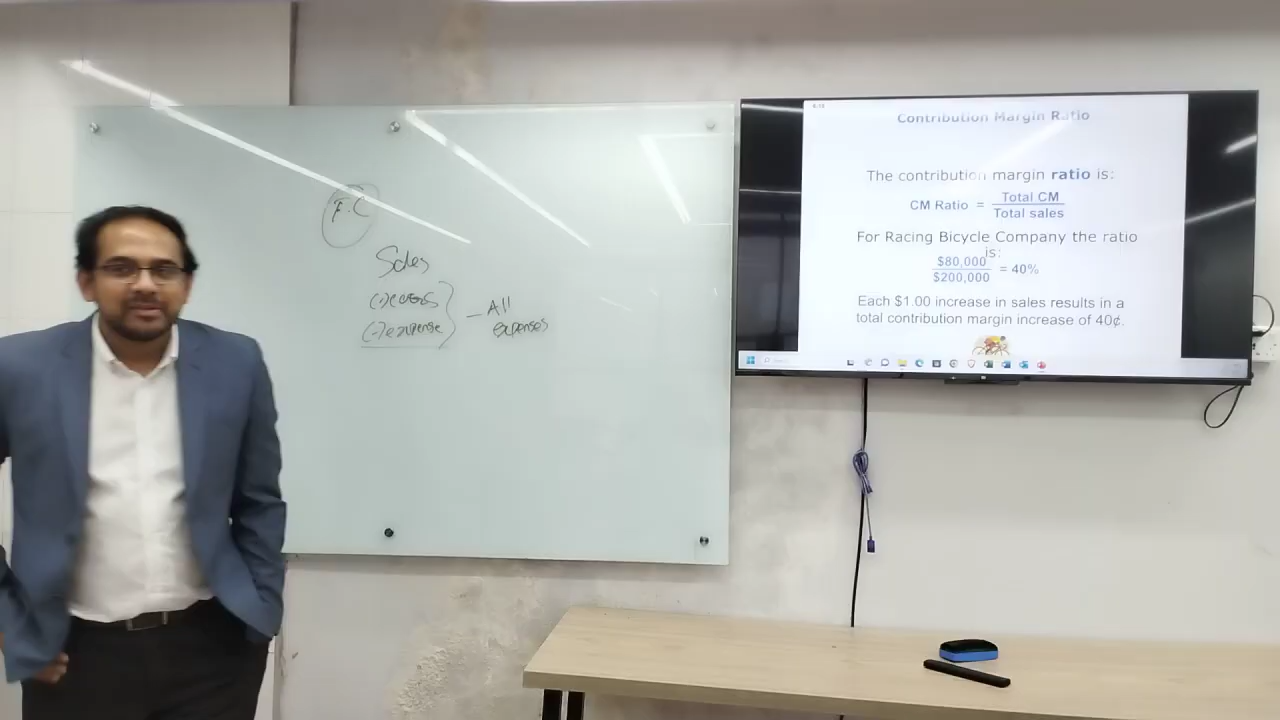 F.C
Sales
(-)
(-) expense
- All
expenses
Contribution Margin Ratio
The contribution margin ratio is:
CM Ratio = Total CM
Total sales
For Racing Bicycle Company the ratio
is:
$80,000
$200,000
= 40%
Each $1.00 increase in sales results in a
total contribution margin increase of 40¢.